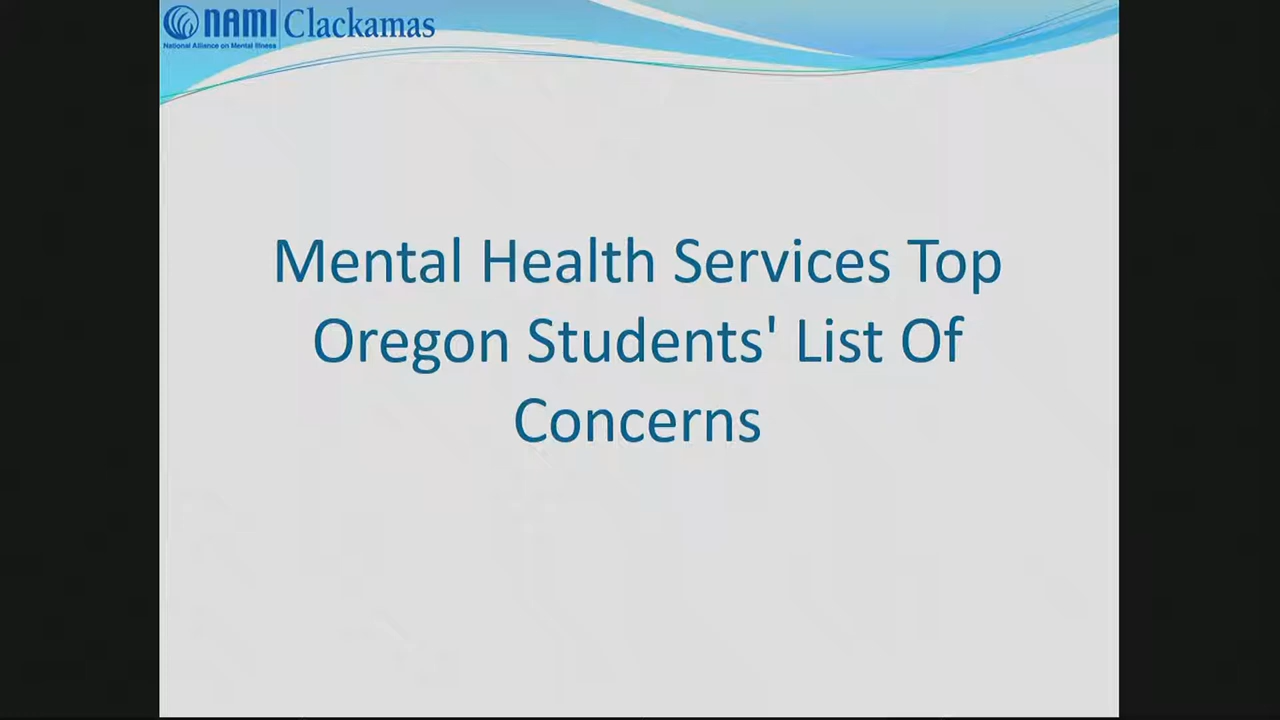 NAMI Clackamas
National Alliance on Mental Illness
Mental Health Services Top
Oregon Students' List Of
Concerns